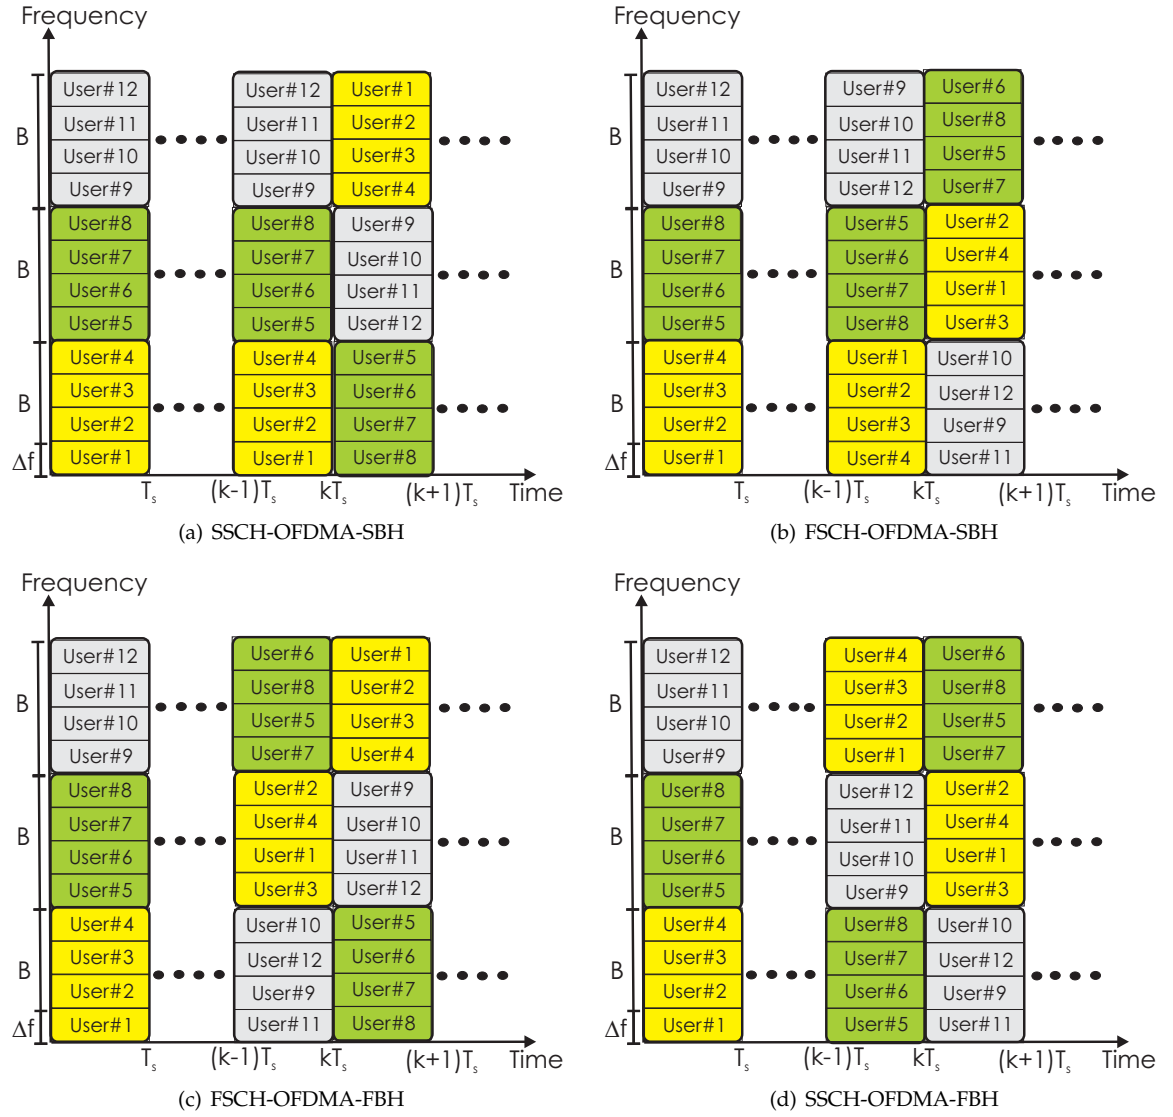 Frequency
B
B
B
Δf
User#12 User#12 User#1
User#11 User#11 User#2
User#10 User#10 User#3
User#9 User#9 User#4
User#8 User#8 User#9
User#7 User#7 User#10
User#6 User#6 User#11
User#5 User#5 User#12
User#4 User#4 User#5
User#3 User#3 User#6
User#2 User#2 User#7
User#1 User#1 User#8
Ts (k-1)Ts kTs (k+1)Ts Time
(a) SSCH-OFDMA-SBH
Frequency
B
B
B
Δf
User#12 User#9 User#6
User#11 User#10 User#8
User#10 User#11 User#5
User#9 User#12 User#7
User#8 User#5 User#2
User#7 User#6 User#4
User#6 User#7 User#1
User#5 User#8 User#3
User#4 User#1 User#10
User#3 User#2 User#12
User#2 User#3 User#9
User#1 User#4 User#11
Ts (k-1)Ts kTs (k+1)Ts Time
(b) FSCH-OFDMA-SBH
Frequency
B
B
B
Δf
User#12 User#6 User#1
User#11 User#8 User#2
User#10 User#5 User#3
User#9 User#7 User#4
User#8 User#2 User#9
User#7 User#4 User#10
User#6 User#1 User#11
User#5 User#3 User#12
User#4 User#10 User#5
User#3 User#12 User#6
User#2 User#9 User#7
User#1 User#11 User#8
Ts (k-1)Ts kTs (k+1)Ts Time
(c) FSCH-OFDMA-FBH
Frequency
B
B
B
Δf
User#12 User#4 User#6
User#11 User#3 User#8
User#10 User#2 User#5
User#9 User#1 User#7
User#8 User#12 User#2
User#7 User#11 User#4
User#6 User#10 User#1
User#5 User#9 User#3
User#4 User#8 User#10
User#3 User#7 User#12
User#2 User#6 User#9
User#1 User#5 User#11
Ts (k-1)Ts kTs (k+1)Ts Time
(d) SSCH-OFDMA-FBH